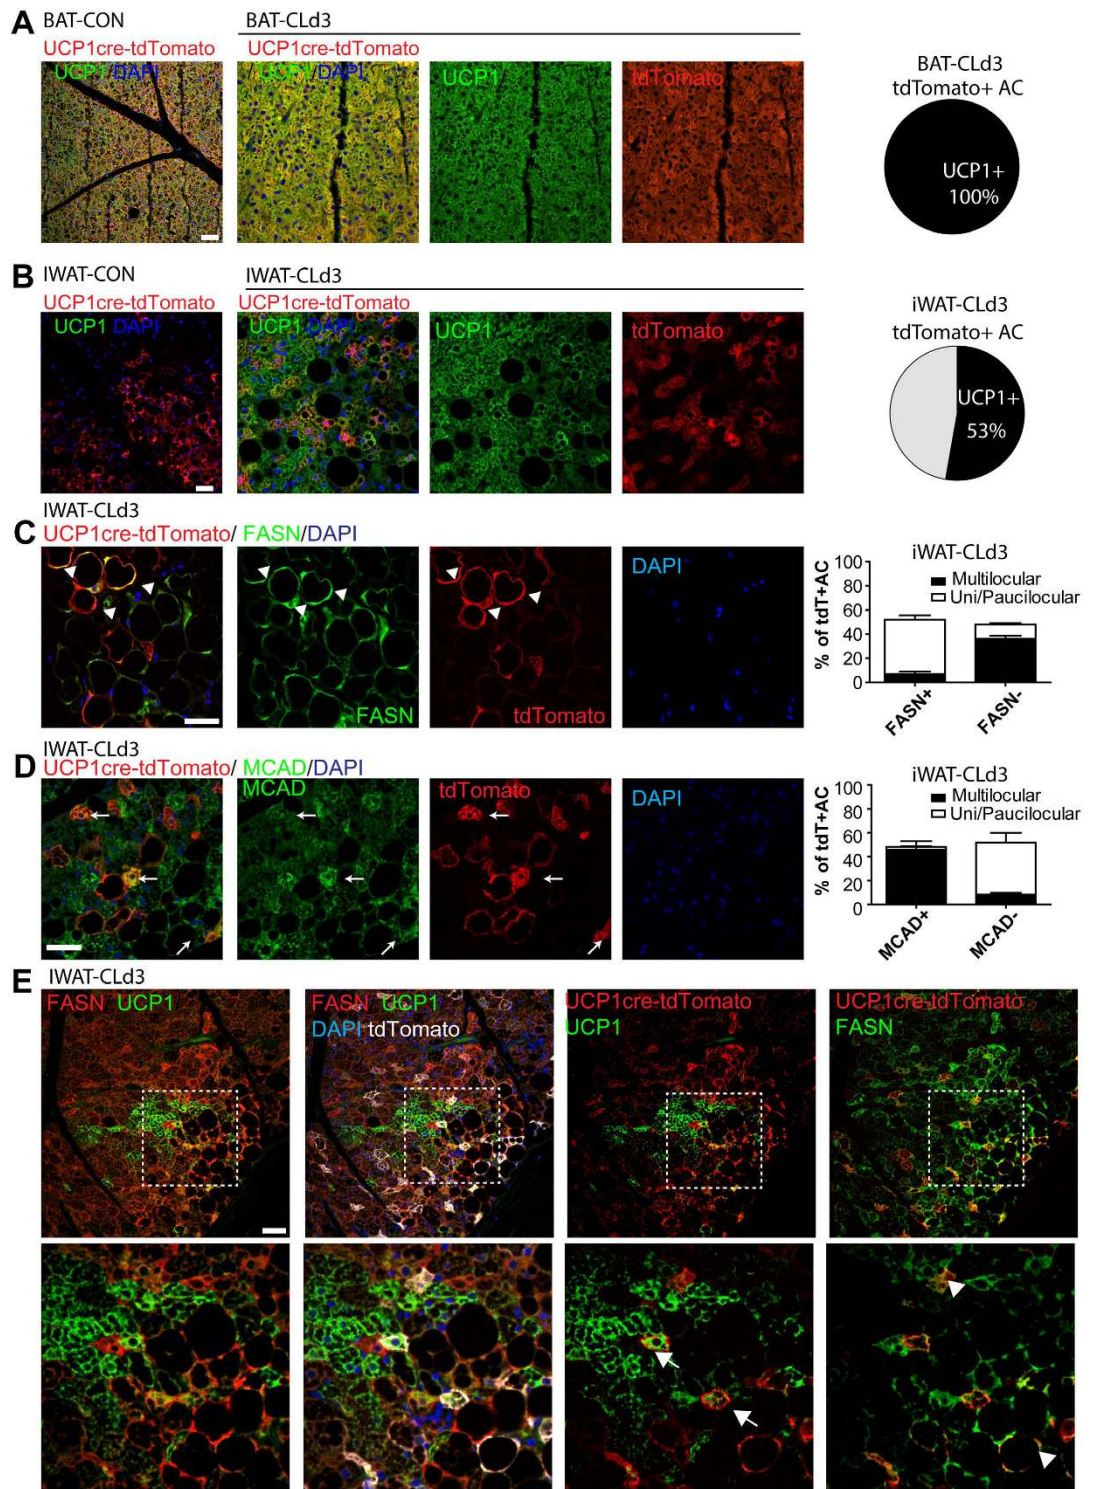 A
BAT-CON
BAT-CLd3
UCP1cre-tdTomato
UCP1cre-tdTomato
UCP1/DAPI
UCP1/DAPI
UCP1
tdTomato
BAT-CLd3
tdTomato+ AC
UCP1+
100%
B
IWAT-CON
IWAT-CLd3
UCP1cre-tdTomato
UCP1cre-tdTomato
UCP1 DAPI
UCP1 DAPI
UCP1
tdTomato
iWAT-CLd3
tdTomato+ AC
UCP1+
53%
C
IWAT-CLd3
UCP1cre-tdTomato/ FASN/DAPI
FASN
tdTomato
DAPI
iWAT-CLd3
Multilocular
Uni/Paucilocular
% of tdT+AC
100
80
60
40
20
0
FASN+
FASN-
D
IWAT-CLd3
UCP1cre-tdTomato/ MCAD/DAPI
MCAD
tdTomato
DAPI
iWAT-CLd3
Multilocular
Uni/Paucilocular
% of tdT+AC
100
80
60
40
20
0
MCAD+
MCAD-
E
IWAT-CLd3
FASN UCP1
FASN UCP1
DAPI tdTomato
UCP1cre-tdTomato
UCP1
UCP1cre-tdTomato
FASN